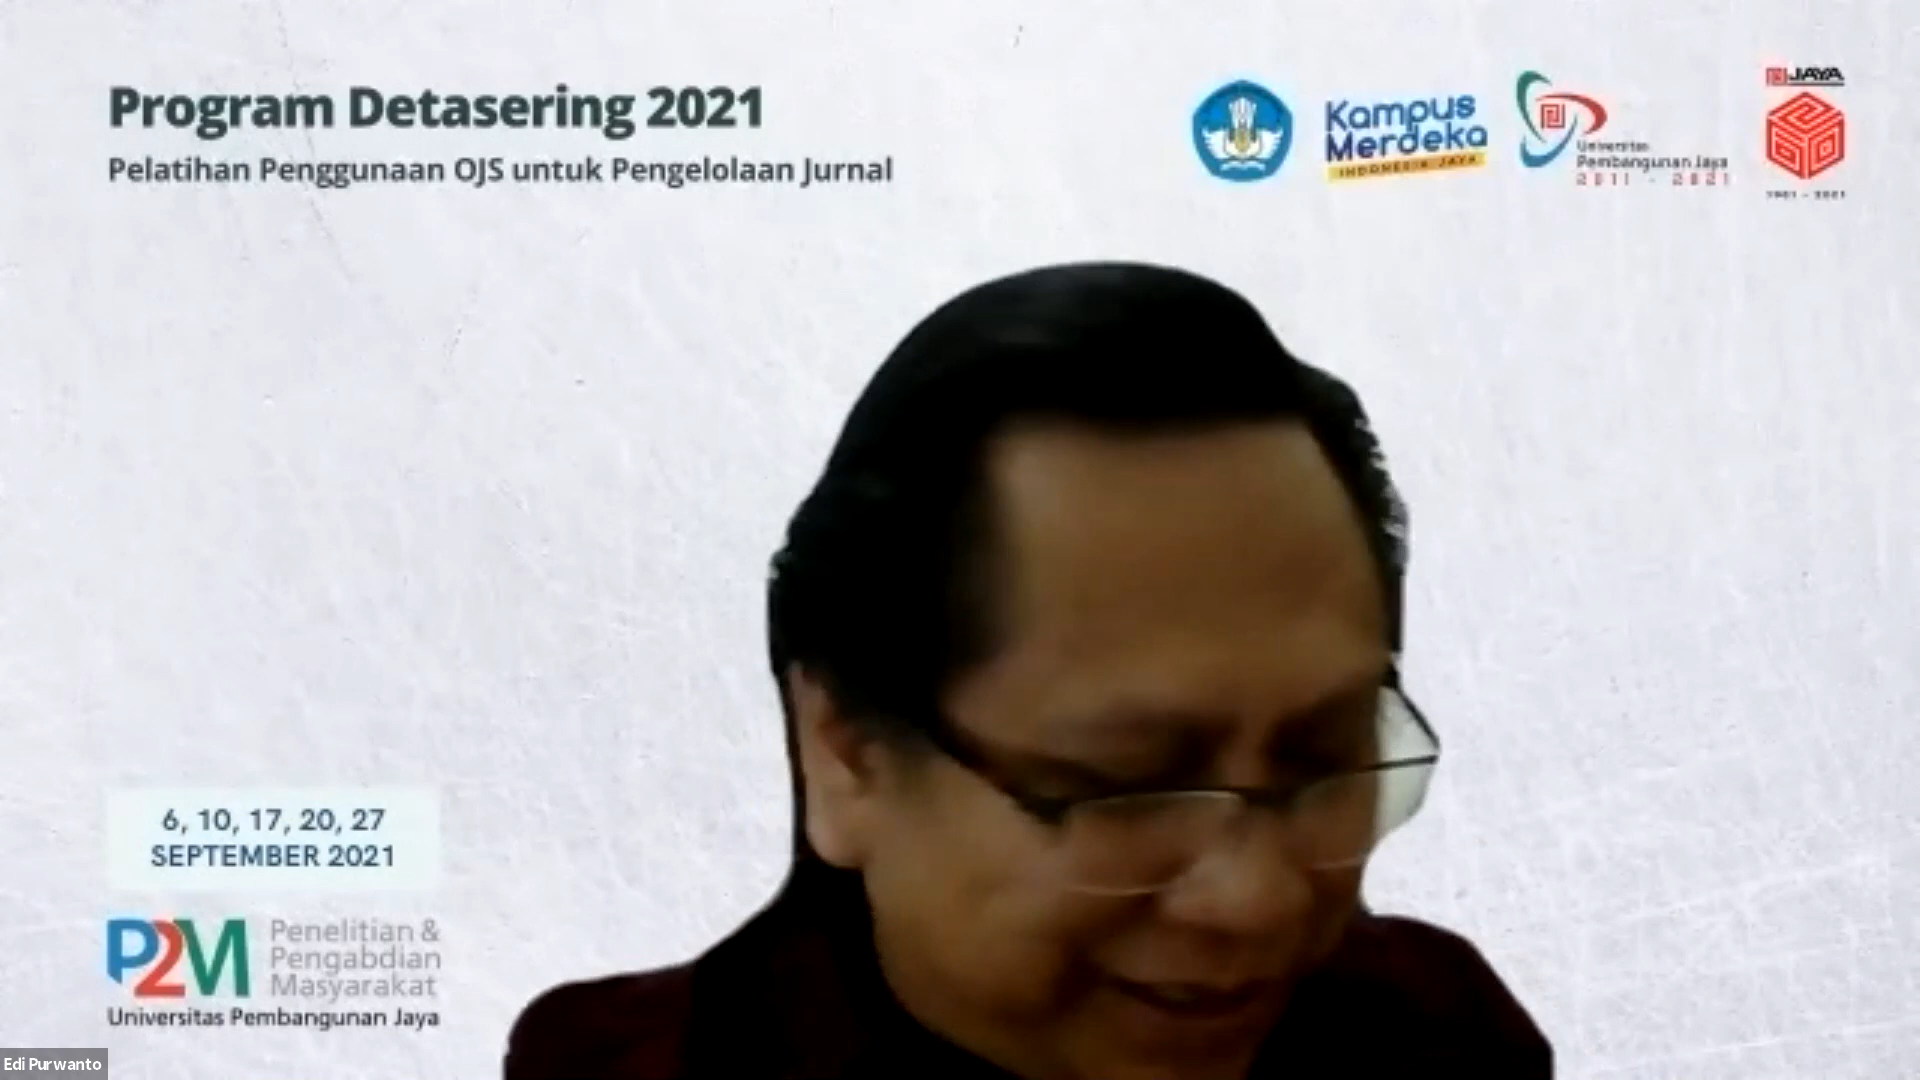 Program Detasering 2021
Pelatihan Penggunaan OJS untuk Pengelolaan Jurnal
Kampus
Merdeka
INDONESIA JAYA
Universitas
Pembangunan Jaya
2011 - 2021
JAYA
1961 - 2021
6, 10, 17, 20, 27
SEPTEMBER 2021
P2M
Penelitian &
Pengabdian
Masyarakat
Universitas Pembangunan Jaya
Edi Purwanto